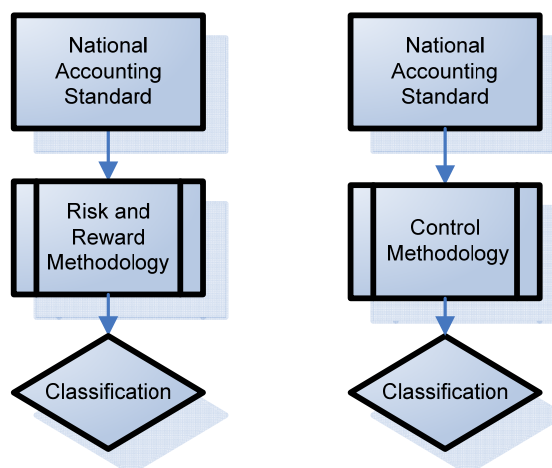 National
Accounting
Standard
Risk and
Reward
Methodology
Classification
National
Accounting
Standard
Control
Methodology
Classification